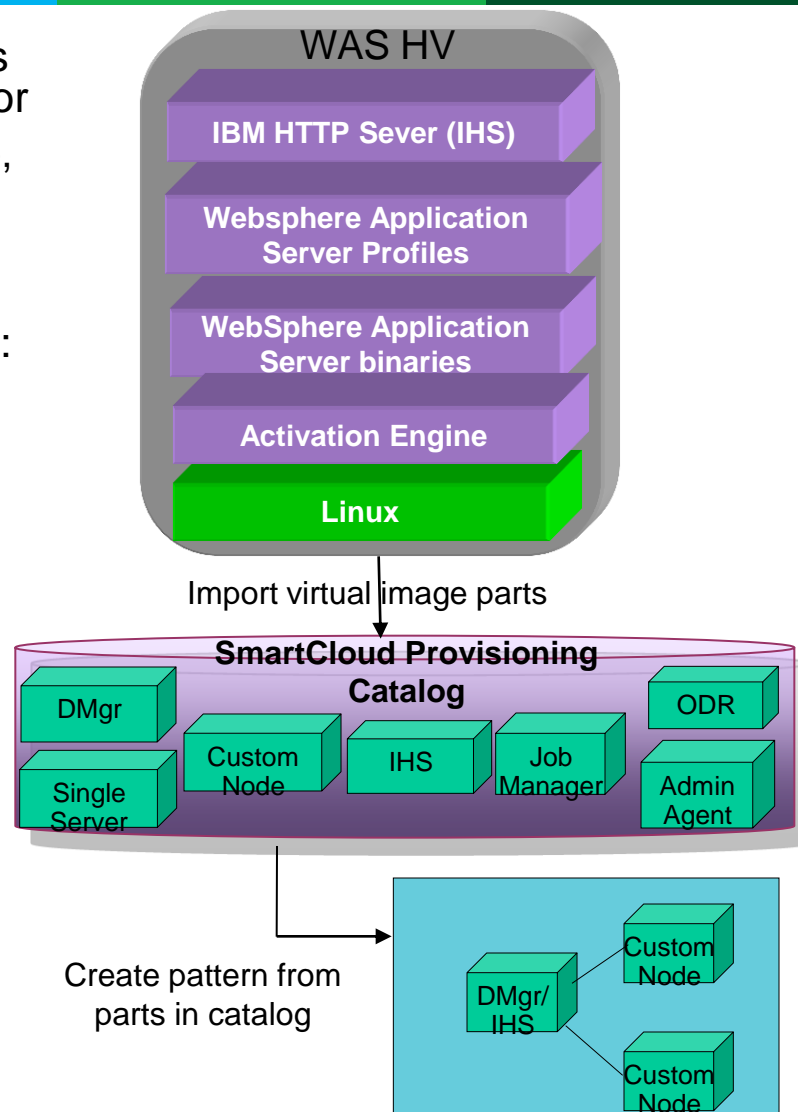 s
or
,
:
WAS HV
IBM HTTP Sever (IHS)
Websphere Application
Server Profiles
WebSphere Application
Server binaries
Activation Engine
Linux
Import virtual image parts
SmartCloud Provisioning
Catalog
DMgr
Single
Server
Custom
Node
IHS
Job
Manager
ODR
Admin
Agent
Create pattern from
parts in catalog
DMgr/
IHS
Custom
Node
Custom
Node